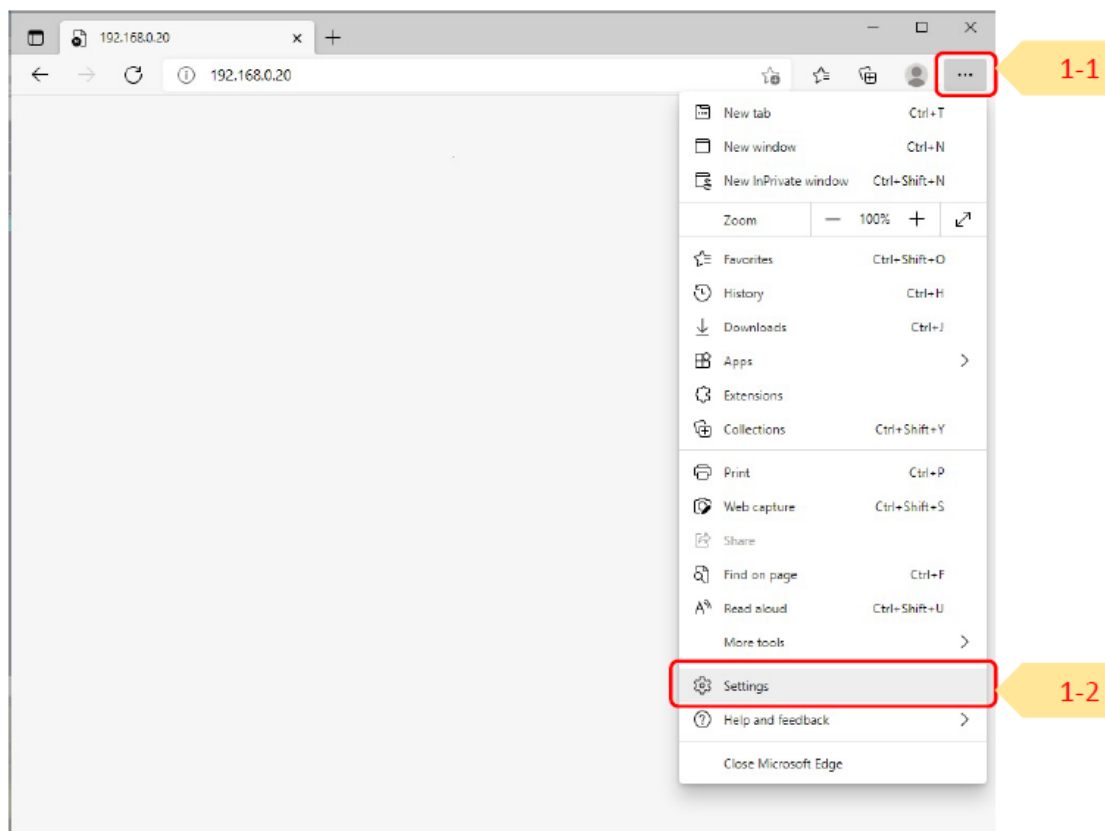 192.168.0.20
192.168.0.20
1-1
New tab Ctrl+T
New window Ctrl+N
New InPrivate window Ctrl+Shift+N
Zoom 100%
Favorites Ctrl+Shift+O
History Ctrl+H
Downloads Ctrl+J
Apps
Extensions
Collections Ctrl+Shift+Y
Print Ctrl+P
Web capture Ctrl+Shift+S
Share
Find on page Ctrl+F
Read aloud Ctrl+Shift+U
More tools
Settings
1-2
Help and feedback
Close Microsoft Edge